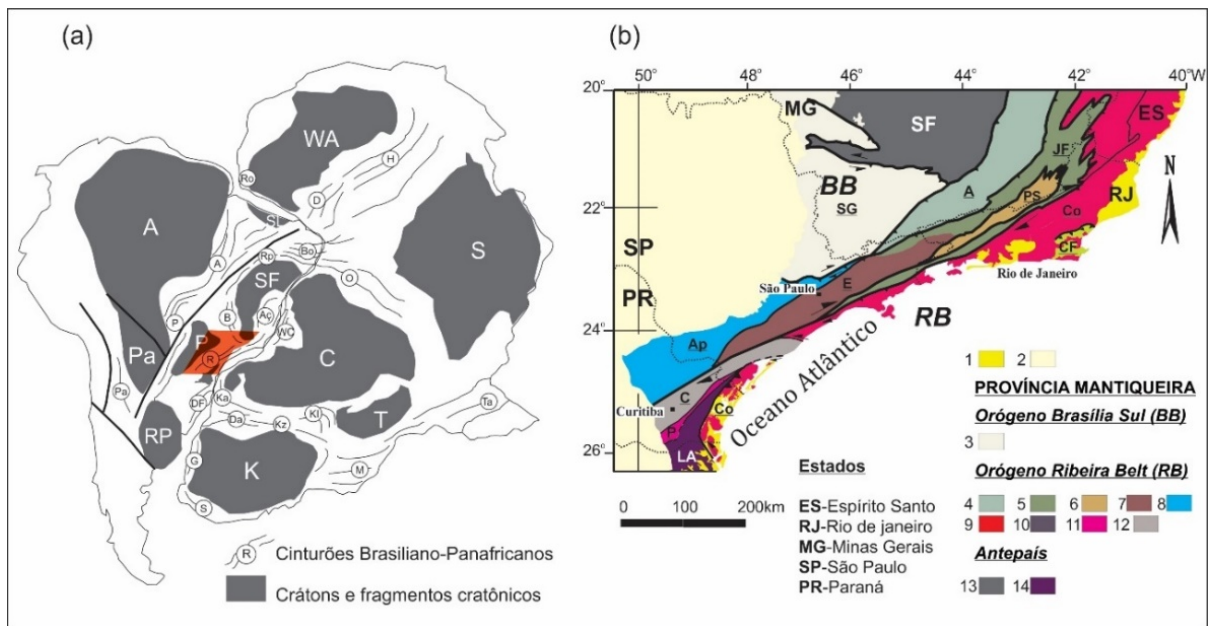 (a)
WA
H
Ro
D
SL
A
A
Rp
Bo
SF
O
S
P
B
Aç
WC
P
R
C
Pa
Pa
DF
Ka
Kl
Ta
RP
Da
Kz
T
G
K
M
S
R Cinturões Brasiliano-Panafricanos
Crátons e fragmentos cratônicos
(b)
50° 48° 46° 44° 42° 40°W
20°
22°
24°
26°
MG
SF
ES
JF
N
BB
SG
A
PS
RJ
Co
CF
SP
Rio de Janeiro
São Paulo
E
PR
RB
Ap
Oceano Atlântico
C
Curitiba
Co
P
LA
Estados
ES-Espírito Santo
RJ-Rio de janeiro
MG-Minas Gerais
SP-São Paulo
PR-Paraná
0 100 200km
1 2
PROVÍNCIA MANTIQUEIRA
Orógeno Brasília Sul (BB)
3
Orógeno Ribeira Belt (RB)
4 5 6 7 8
9 10 11 12
Antepaís
13 14